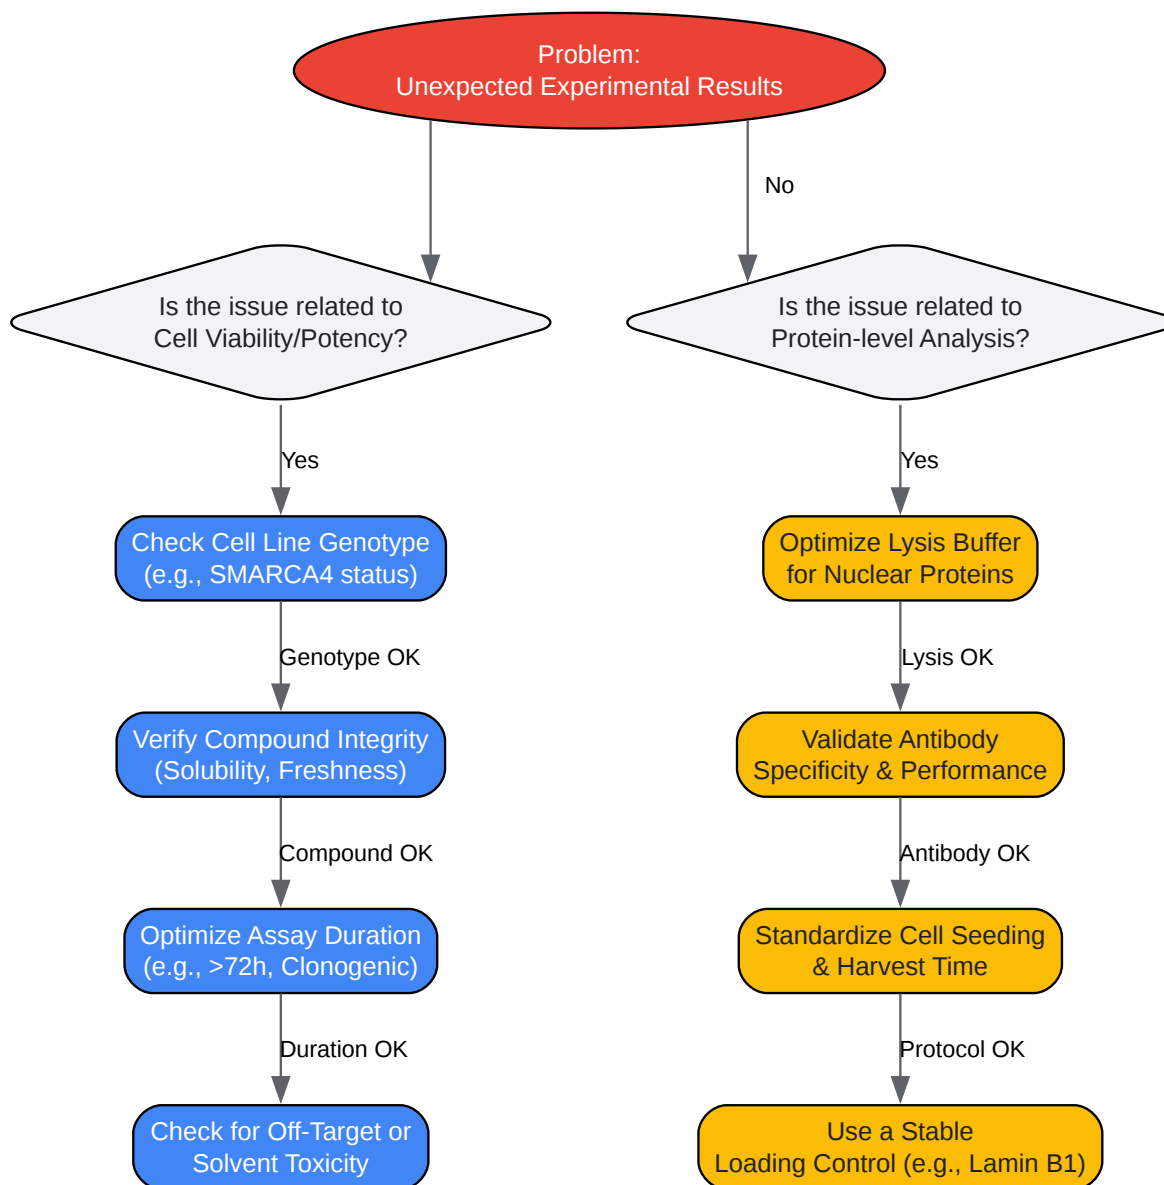 Problem:
Unexpected Experimental Results
No
Is the issue related to
Cell Viability/Potency?
Is the issue related to
Protein-level Analysis?
Yes
Yes
Check Cell Line Genotype
(e.g., SMARCA4 status)
Optimize Lysis Buffer
for Nuclear Proteins
Genotype OK
Lysis OK
Verify Compound Integrity
(Solubility, Freshness)
Validate Antibody
Specificity & Performance
Compound OK
Antibody OK
Optimize Assay Duration
(e.g., >72h, Clonogenic)
Standardize Cell Seeding
& Harvest Time
Duration OK
Protocol OK
Check for Off-Target or
Solvent Toxicity
Use a Stable
Loading Control (e.g., Lamin B1)